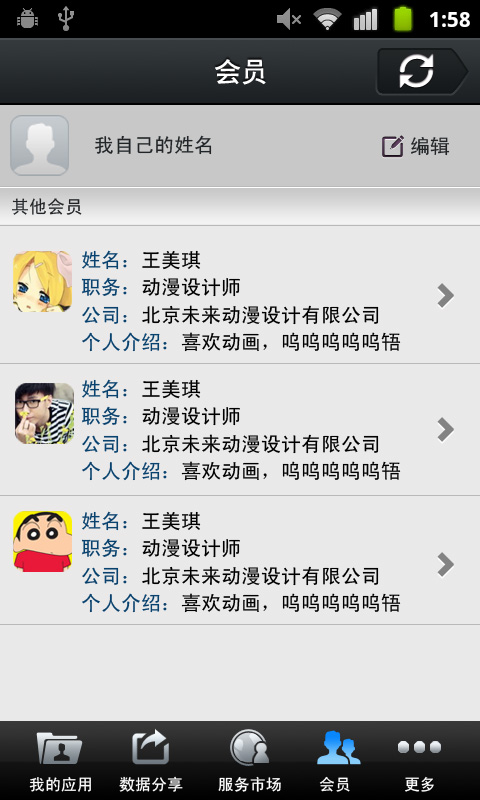 1:58
会员
我自己的姓名
编辑
其他会员
姓名：王美琪
职务：动漫设计师
公司：北京未来动漫设计有限公司
个人介绍：喜欢动画，呜呜呜呜呜牾
姓名：王美琪
职务：动漫设计师
公司：北京未来动漫设计有限公司
个人介绍：喜欢动画，呜呜呜呜呜牾
姓名：王美琪
职务：动漫设计师
公司：北京未来动漫设计有限公司
个人介绍：喜欢动画，呜呜呜呜呜牾
我的应用
数据分享
服务市场
会员
更多